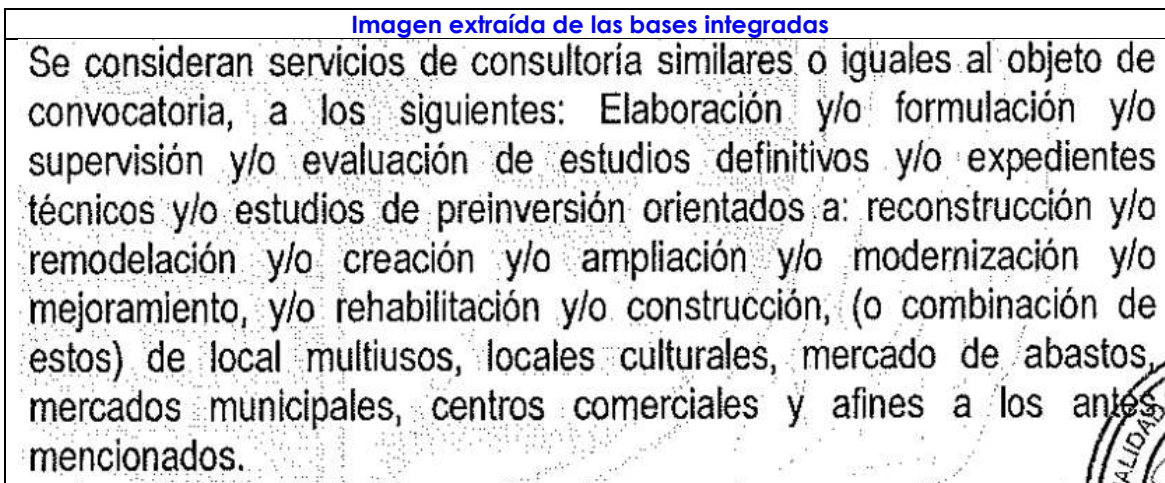 Imagen extraída de las bases integradas
Se consideran servicios de consultoría similares o iguales al objeto de
convocatoria, a los siguientes: Elaboración y/o formulación y/o
supervisión y/o evaluación de estudios definitivos y/o expedientes
técnicos y/o estudios de preinversión orientados a: reconstrucción y/o
remodelación y/o creación y/o ampliación y/o modernización y/o
mejoramiento, y/o rehabilitación y/o construcción, (o combinación de
estos) de local multiusos, locales culturales, mercado de abastos,
mercados municipales, centros comerciales y afines a los antes
mencionados.